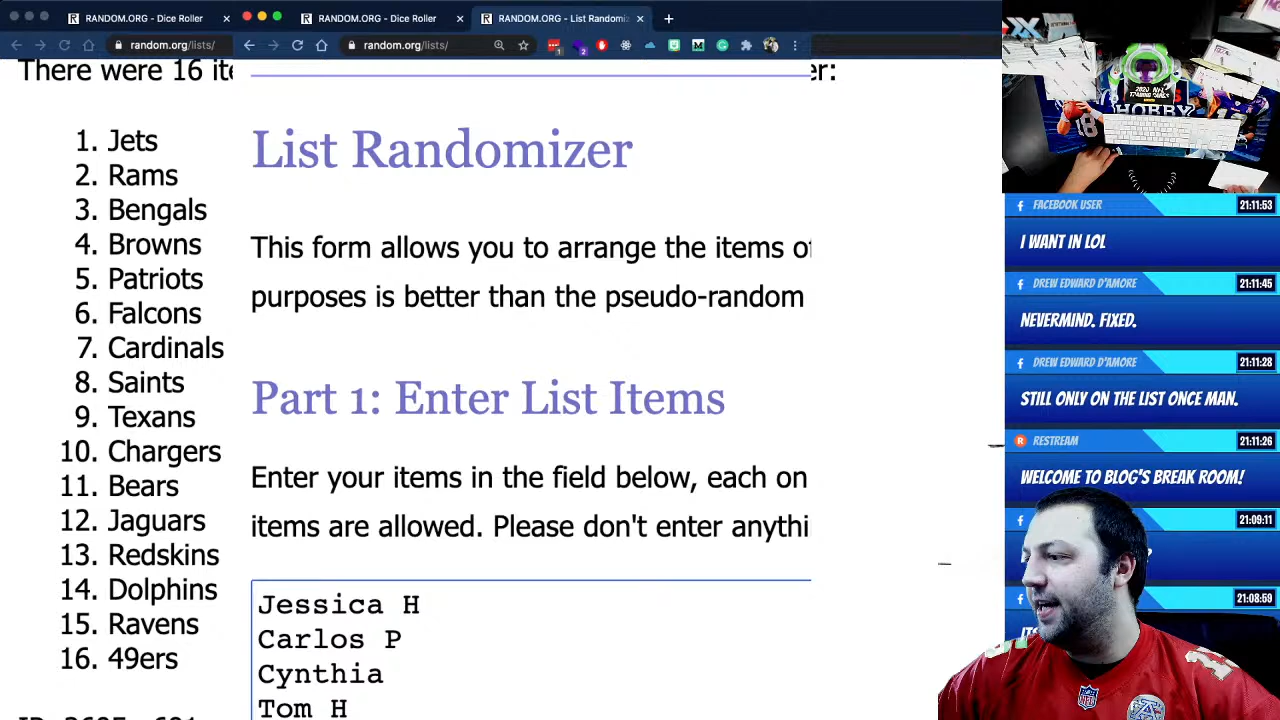 RANDOM.ORG - Dice Roller
RANDOM.ORG - Dice Roller
RANDOM.ORG - List Randomiz
random.org/lists/
random.org/lists/
There were 16 ite
er:
1. Jets
2. Rams
3. Bengals
4. Browns
5. Patriots
6. Falcons
7. Cardinals
8. Saints
9. Texans
10. Chargers
11. Bears
12. Jaguars
13. Redskins
14. Dolphins
15. Ravens
16. 49ers
List Randomizer
This form allows you to arrange the items of
purposes is better than the pseudo-random
Part 1: Enter List Items
Enter your items in the field below, each on
items are allowed. Please don't enter anythi
Jessica H
Carlos P
Cynthia
Tom H
HOBBY
FACEBOOK USER
21:11:53
I WANT IN LOL
DREW EDWARD D'AMORE
21:11:45
NEVERMIND. FIXED.
DREW EDWARD D'AMORE
21:11:28
STILL ONLY ON THE LIST ONCE MAN.
RESTREAM
21:11:26
WELCOME TO BLOG'S BREAK ROOM!
21:09:11
21:08:59
NFL